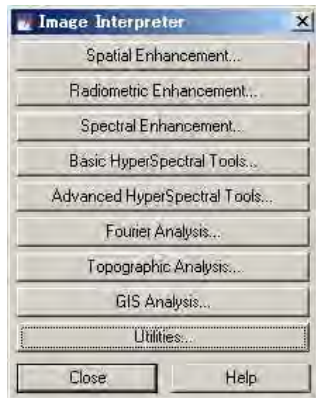 Image Interpreter
Spatial Enhancement...
Radiometric Enhancement...
Spectral Enhancement...
Basic HyperSpectral Tools...
Advanced HyperSpectral Tools...
Fourier Analysis...
Topographic Analysis...
GIS Analysis...
Utilities...
Close Help